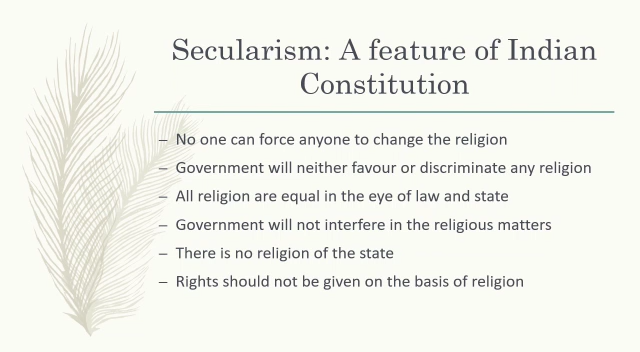 Secularism: A feature of Indian
Constitution
– No one can force anyone to change the religion
– Government will neither favour or discriminate any religion
– All religion are equal in the eye of law and state
– Government will not interfere in the religious matters
– There is no religion of the state
– Rights should not be given on the basis of religion